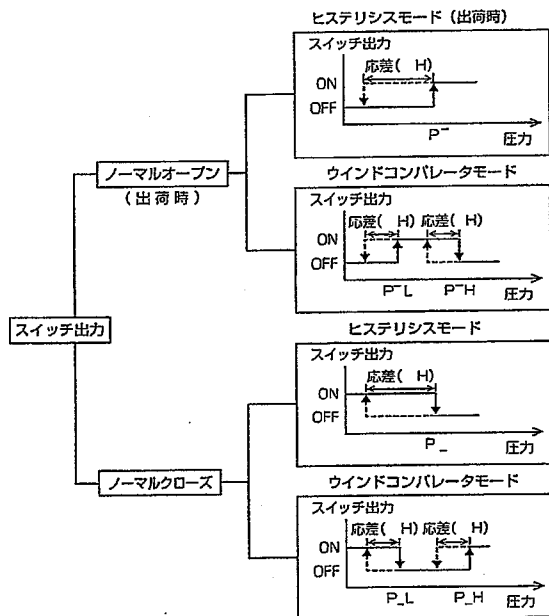 ヒステリシスモード(出荷時)
スイッチ出力
応差( H)
ON
OFF
P¯
圧力
ノーマルオープン
(出荷時)
ウインドコンパレータモード
スイッチ出力
応差( H) 応差( H)
ON
OFF
P¯L P¯H 圧力
スイッチ出力
ヒステリシスモード
スイッチ出力
応差( H)
ON
OFF
P_
圧力
ノーマルクローズ
ウインドコンパレータモード
スイッチ出力
応差( H) 応差( H)
ON
OFF
P_L P_H 圧力